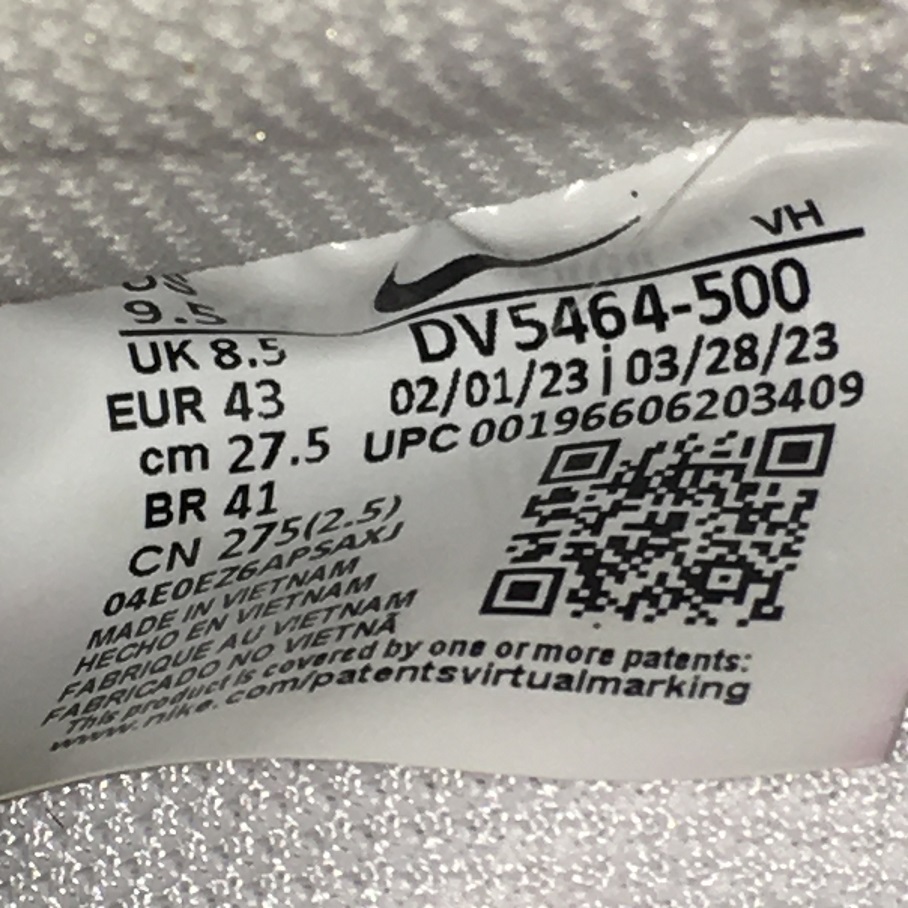 VH
US
9.5
UK 8.5
EUR 43
cm 27.5
BR 41
CN 275(2.5)
04E0EZ6APSAXJ
MADE IN VIETNAM
HECHO EN VIETNAM
FABRIQUE AU VIETNAM
FABRICADO NO VIETNÃ
DV5464-500
02/01/23 | 03/28/23
UPC 00196606203409
This product is covered by one or more patents:
www.nike.com/patentsvirtualmarking